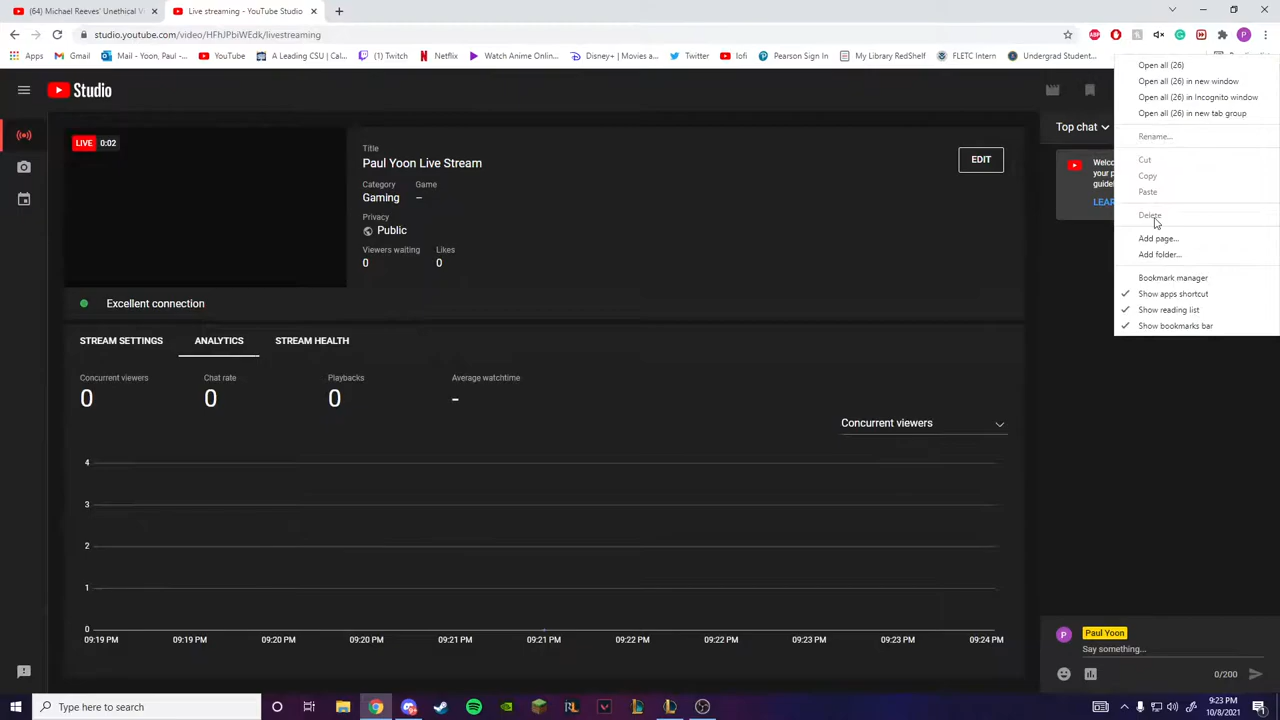 (64) Michael Reeves' Unethical V
Live streaming - YouTube Studio
studio.youtube.com/video/HFhJPbiWEdk/livestreaming
Apps
Gmail
Mail - Yoon, Paul -...
YouTube
A Leading CSU | Cal...
(1) Twitch
Netflix
Watch Anime Onlin...
Disney+ | Movies a...
Twitter
lofi
Pearson Sign In
My Library RedShelf
FLETC Intern
Undergrad Student...
ABP
P
Studio
LIVE 0:02
Title
Paul Yoon Live Stream
EDIT
Category Game
Gaming –
Privacy
Public
Viewers waiting Likes
0 0
Excellent connection
STREAM SETTINGS ANALYTICS STREAM HEALTH
Concurrent viewers Chat rate Playbacks Average watchtime
0 0 0 -
Concurrent viewers
4
3
2
1
0
09:19 PM 09:19 PM 09:20 PM 09:20 PM 09:21 PM 09:21 PM 09:22 PM 09:22 PM 09:23 PM 09:23 PM 09:24 PM
Top chat
Welc
your p
guide
LEAR
Open all (26)
Open all (26) in new window
Open all (26) in Incognito window
Open all (26) in new tab group
Rename...
Cut
Copy
Paste
Delete
Add page...
Add folder...
Bookmark manager
Show apps shortcut
Show reading list
Show bookmarks bar
P
Paul Yoon
Say something...
0/200
Type here to search
9:23 PM
10/8/2021